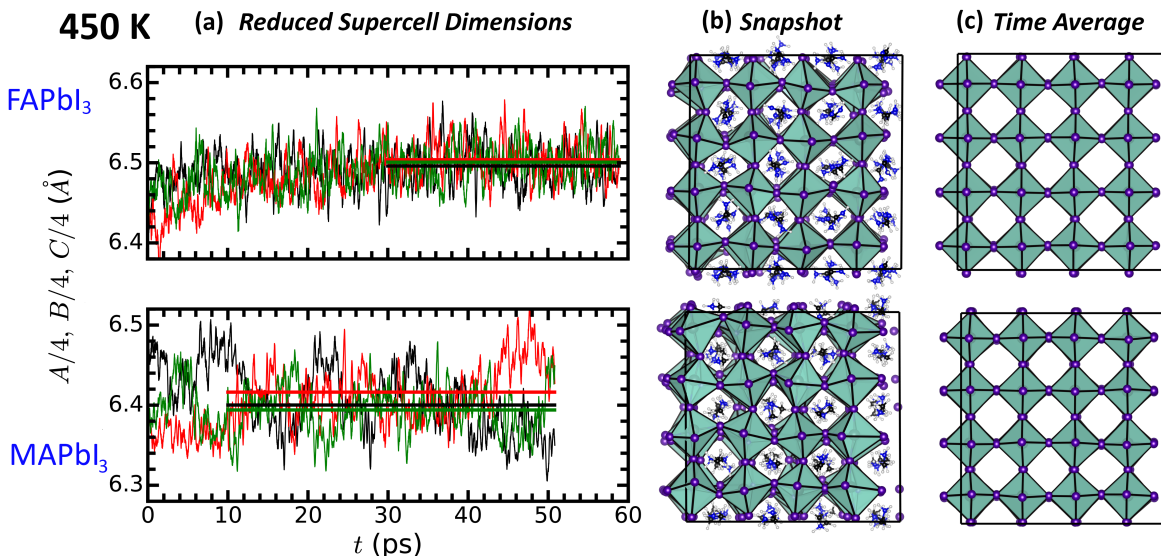 450 K
(a) Reduced Supercell Dimensions
(b) Snapshot
(c) Time Average
FAPbI3
MAPbI3
A/4, B/4, C/4 (Å)
6.6
6.5
6.4
6.5
6.4
6.3
0 10 20 30 40 50 60
t (ps)